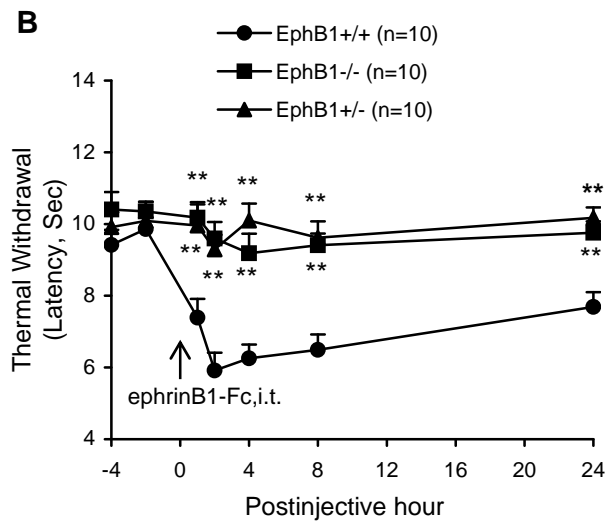 B
EphB1+/+ (n=10)
EphB1-/- (n=10)
EphB1+/- (n=10)
Thermal Withdrawal
(Latency, Sec)
14
12
10
8
6
4
** ** ** ** **
** ** ** ** **
ephrinB1-Fc,i.t.
-4 0 4 8 12 16 20 24
Postinjective hour